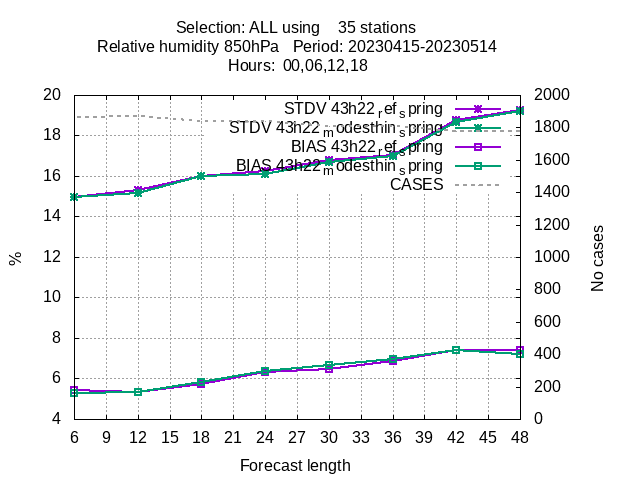 Selection: ALL using    35 stations
Relative humidity 850hPa   Period: 20230415-20230514
Hours:  00,06,12,18
STDV 43h22_ref_spring
STDV 43h22_modesthin_spring
BIAS 43h22_ref_spring
BIAS 43h22_modesthin_spring
CASES
20
18
16
14
12
10
8
6
4
%
2000
1800
1600
1400
1200
1000
800
600
400
200
0
No cases
6 9 12 15 18 21 24 27 30 33 36 39 42 45 48
Forecast length